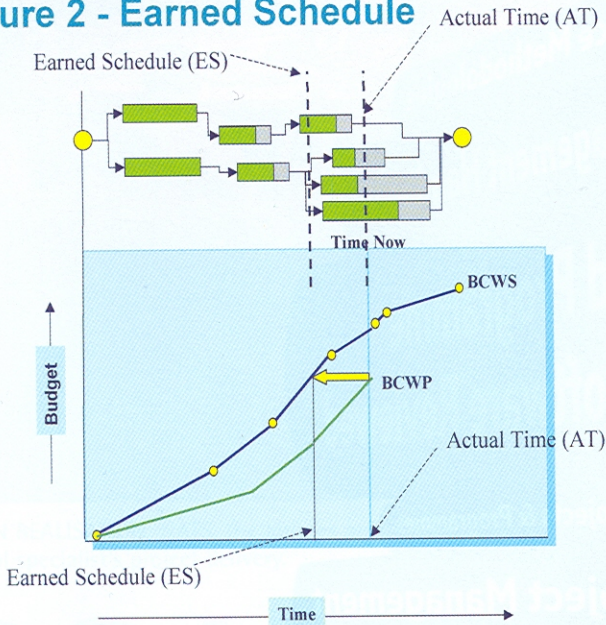 ure 2 - Earned Schedule
Actual Time (AT)
Earned Schedule (ES)
Time Now
BCWS
BCWP
Budget
Actual Time (AT)
Earned Schedule (ES)
Time